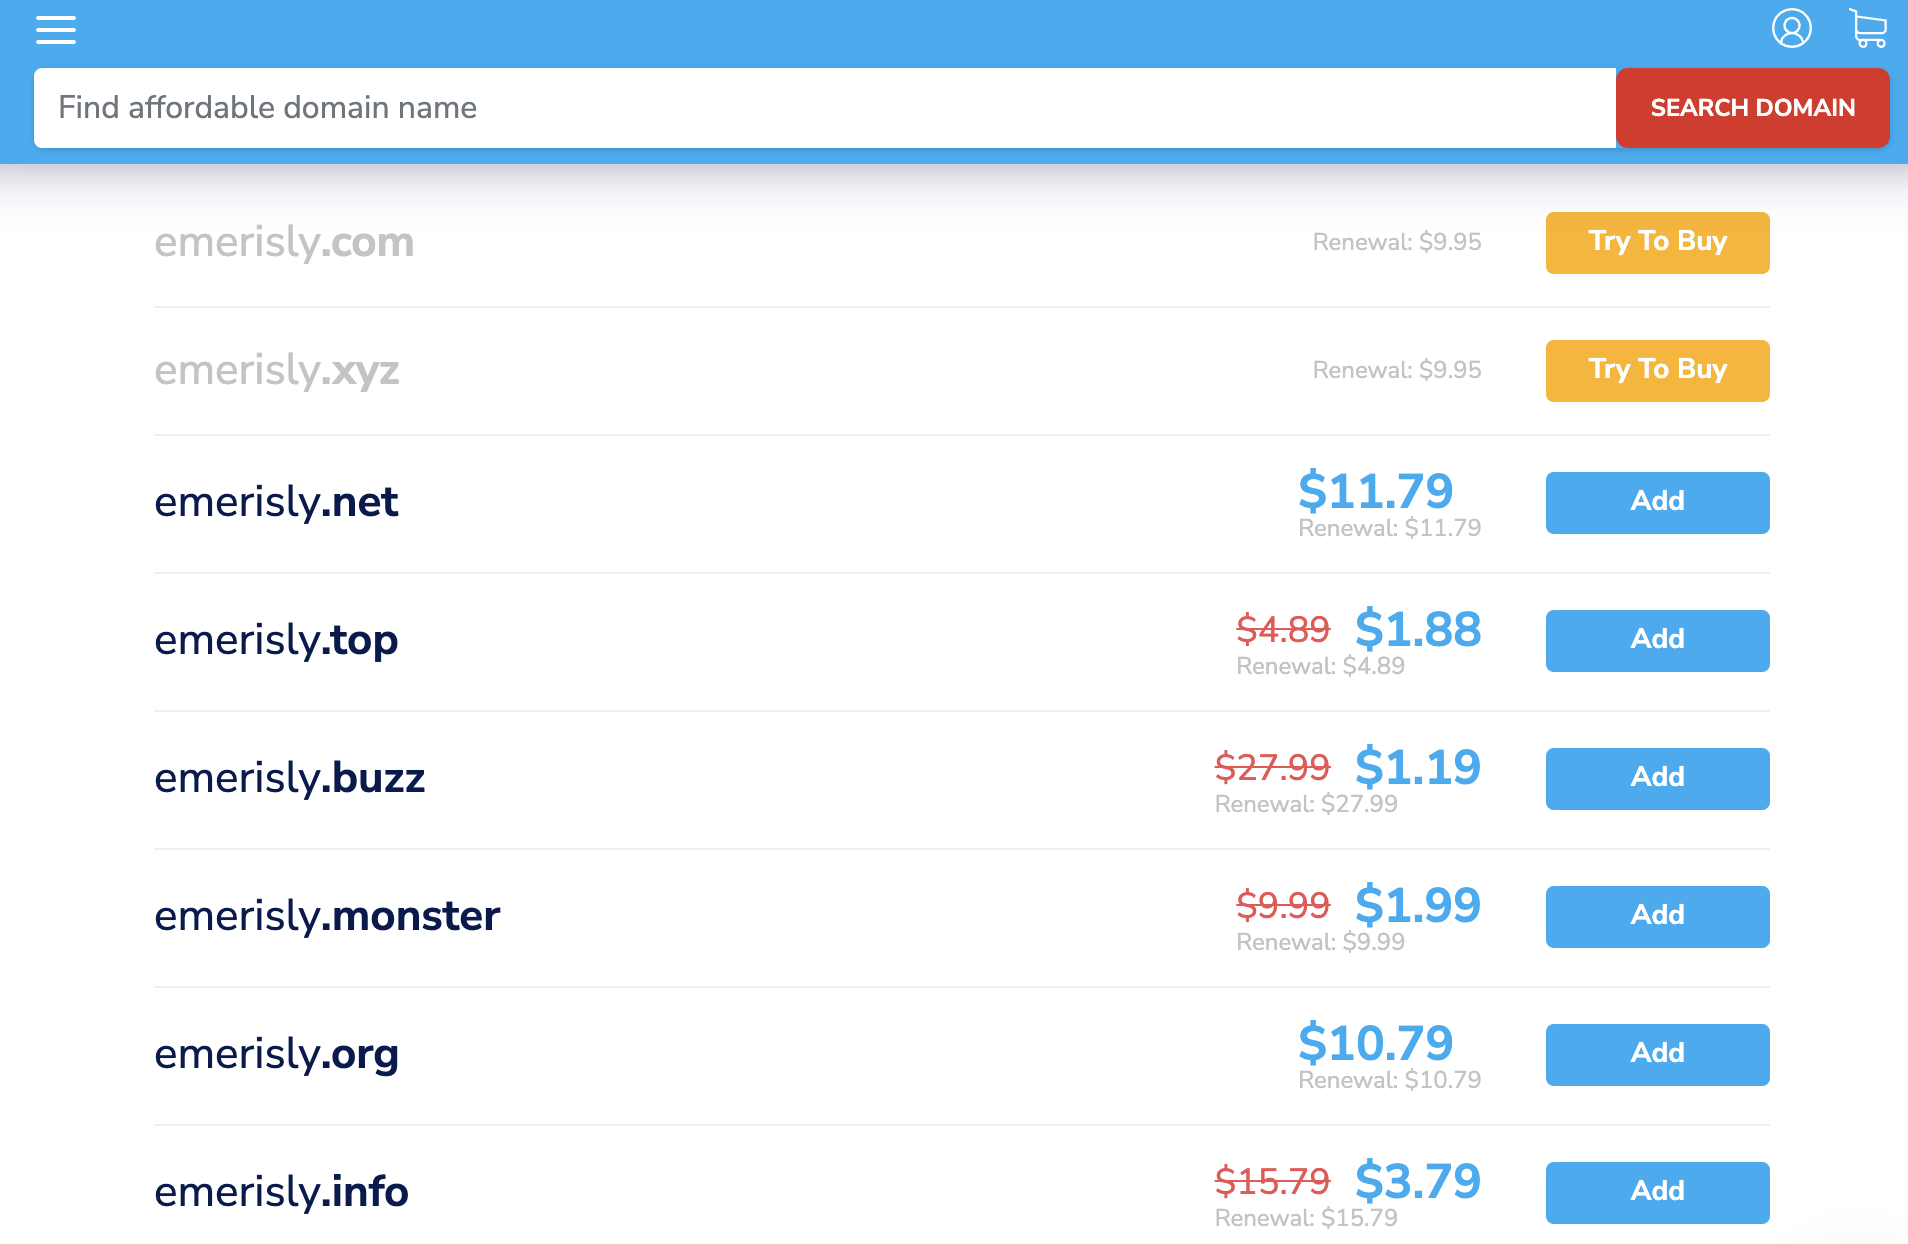 Find affordable domain name
SEARCH DOMAIN
emerisly.com
Renewal: $9.95
Try To Buy
emerisly.xyz
Renewal: $9.95
Try To Buy
emerisly.net
$11.79
Renewal: $11.79
Add
emerisly.top
$4.89 $1.88
Renewal: $4.89
Add
emerisly.buzz
$27.99 $1.19
Renewal: $27.99
Add
emerisly.monster
$9.99 $1.99
Renewal: $9.99
Add
emerisly.org
$10.79
Renewal: $10.79
Add
emerisly.info
$15.79 $3.79
Renewal: $15.79
Add